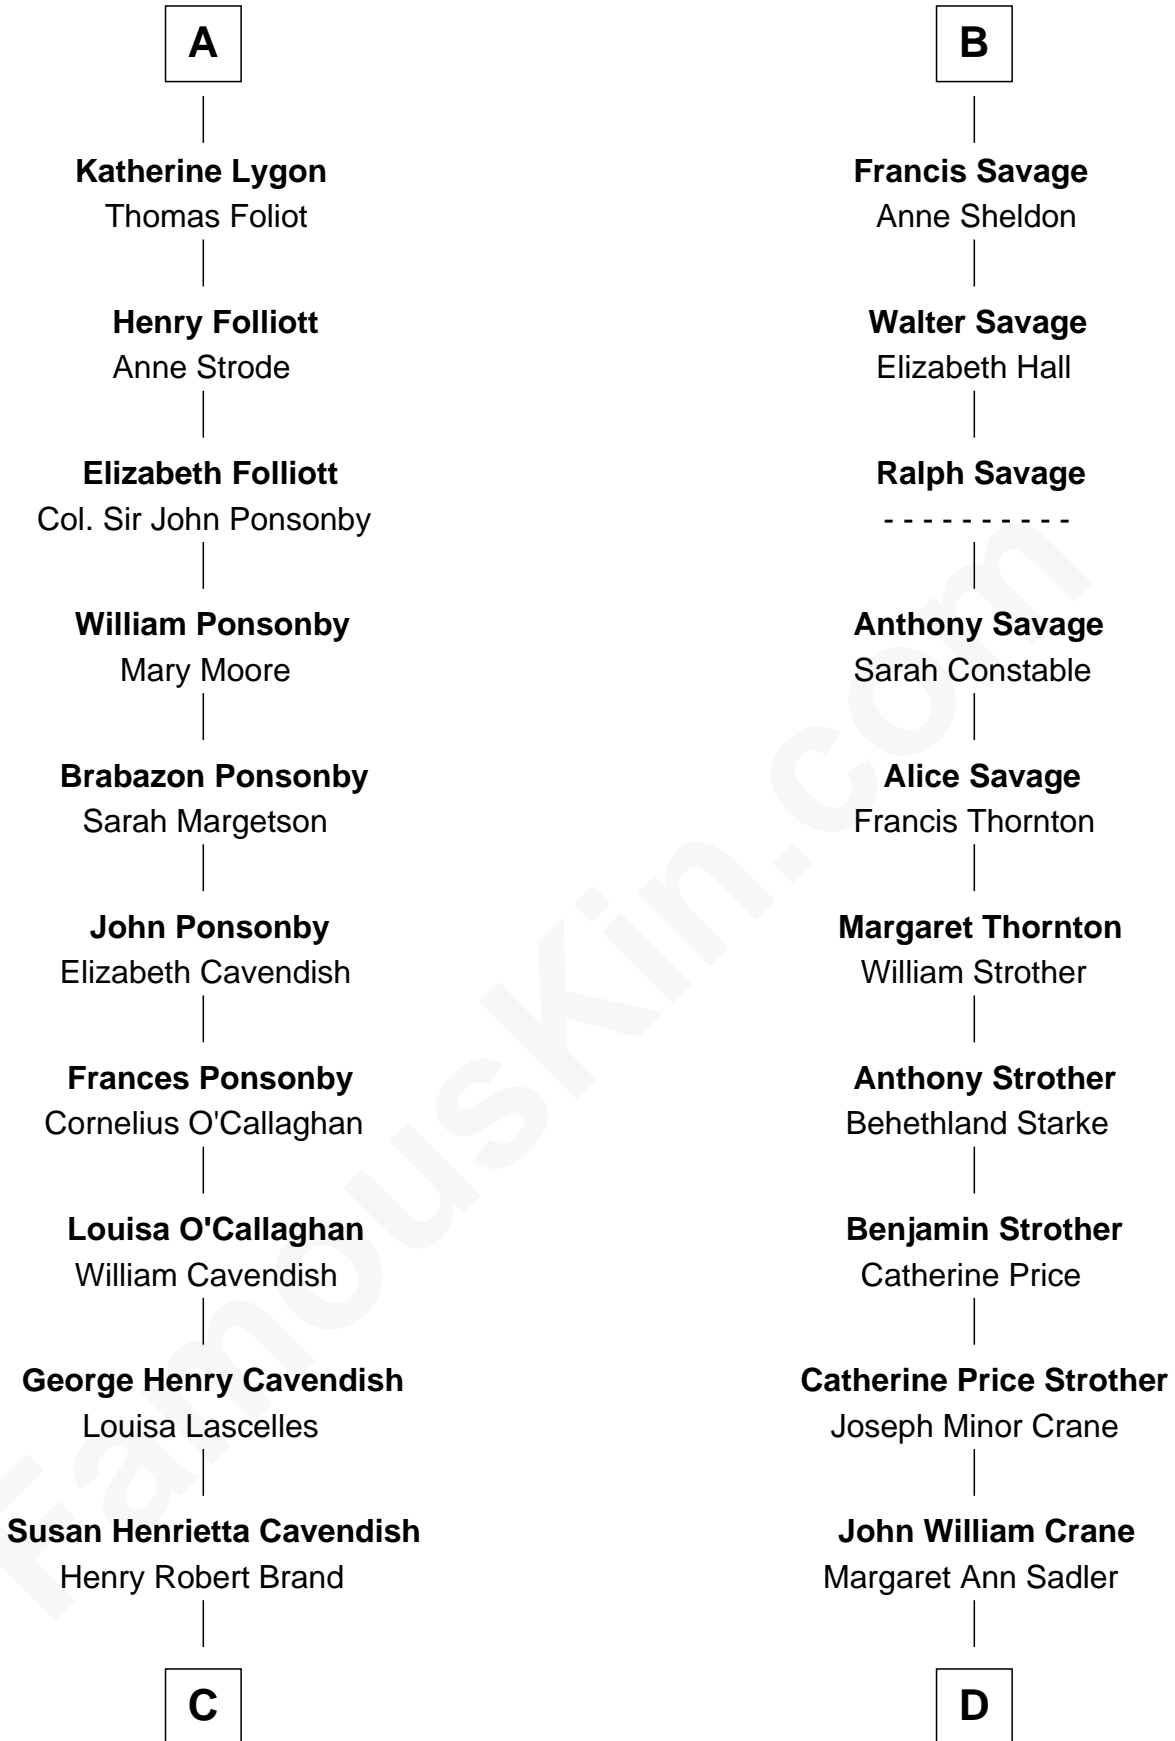 A
Katherine Lygon
Thomas Foliot
Henry Folliott
Anne Strode
Elizabeth Folliott
Col. Sir John Ponsonby
William Ponsonby
Mary Moore
Brabazon Ponsonby
Sarah Margetson
John Ponsonby
Elizabeth Cavendish
Frances Ponsonby
Cornelius O'Callaghan
Louisa O'Callaghan
William Cavendish
George Henry Cavendish
Louisa Lascelles
Susan Henrietta Cavendish
Henry Robert Brand
C
B
Francis Savage
Anne Sheldon
Walter Savage
Elizabeth Hall
Ralph Savage
- - - - - - - - - -
Anthony Savage
Sarah Constable
Alice Savage
Francis Thornton
Margaret Thornton
William Strother
Anthony Strother
Behethland Starke
Benjamin Strother
Catherine Price
Catherine Price Strother
Joseph Minor Crane
John William Crane
Margaret Ann Sadler
D
FamousKin.com